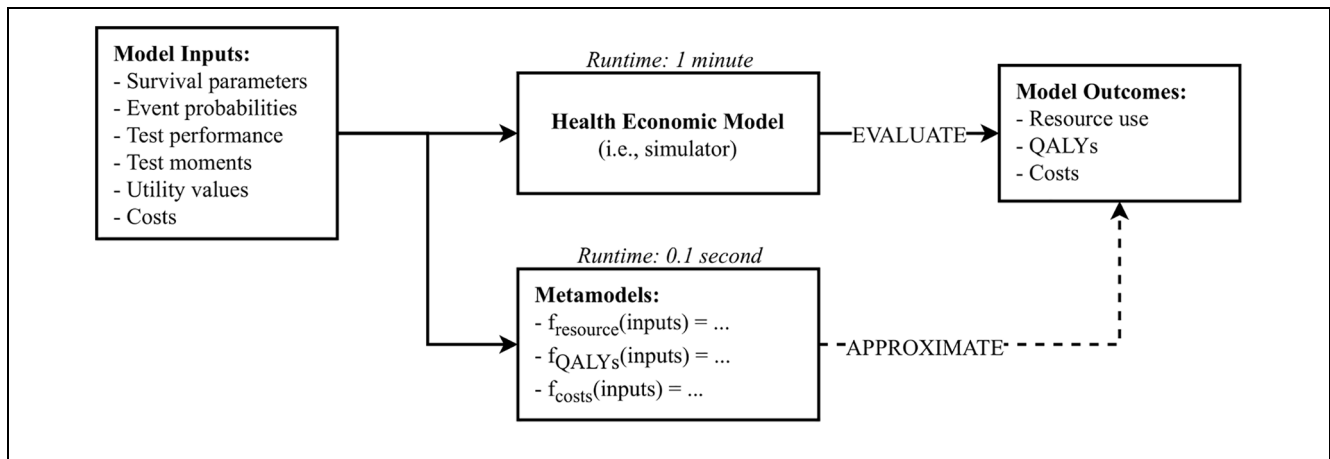 Model Inputs:
- Survival parameters
- Event probabilities
- Test performance
- Test moments
- Utility values
- Costs
Runtime: 1 minute
Health Economic Model
(i.e., simulator)
EVALUATE
Model Outcomes:
- Resource use
- QALYs
- Costs
Runtime: 0.1 second
Metamodels:
- fresource(inputs) = ...
- fQALYs(inputs) = ...
- fcosts(inputs) = ...
APPROXIMATE